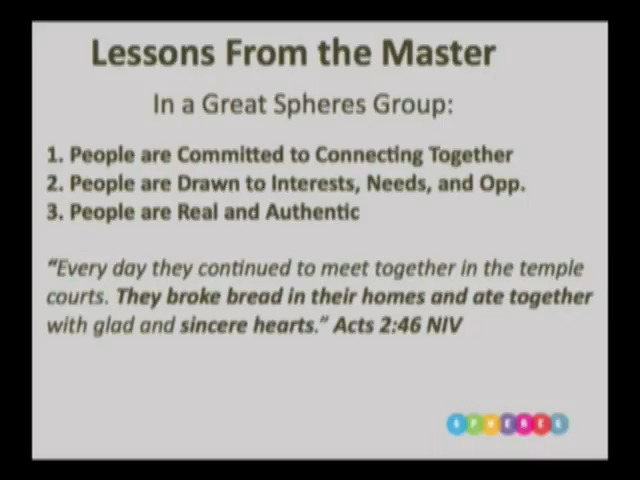 Lessons From the Master
In a Great Spheres Group:
1. People are Committed to Connecting Together
2. People are Drawn to Interests, Needs, and Opp.
3. People are Real and Authentic
"Every day they continued to meet together in the temple
courts. They broke bread in their homes and ate together
with glad and sincere hearts." Acts 2:46 NIV
SPHERES